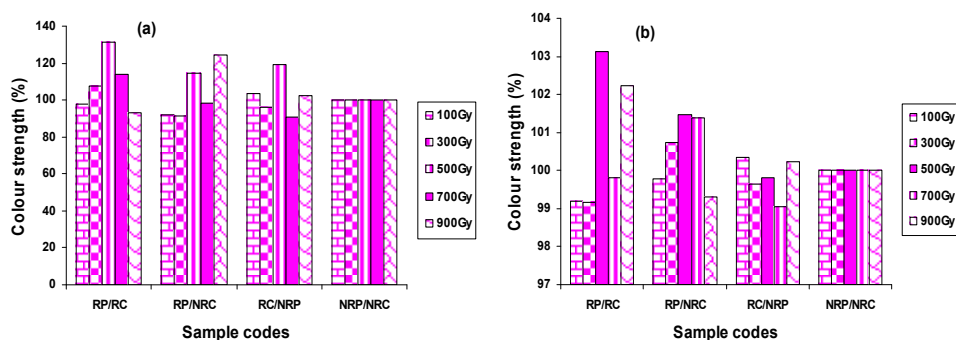 (a)
Colour strength (%)
140
120
100
80
60
40
20
0
RP/RC RP/NRC RC/NRP NRP/NRC
Sample codes
100Gy
300Gy
500Gy
700Gy
900Gy
(b)
Colour strength (%)
104
103
102
101
100
99
98
97
RP/RC RP/NRC RC/NRP NRP/NRC
Sample codes
100Gy
300Gy
500Gy
700Gy
900Gy